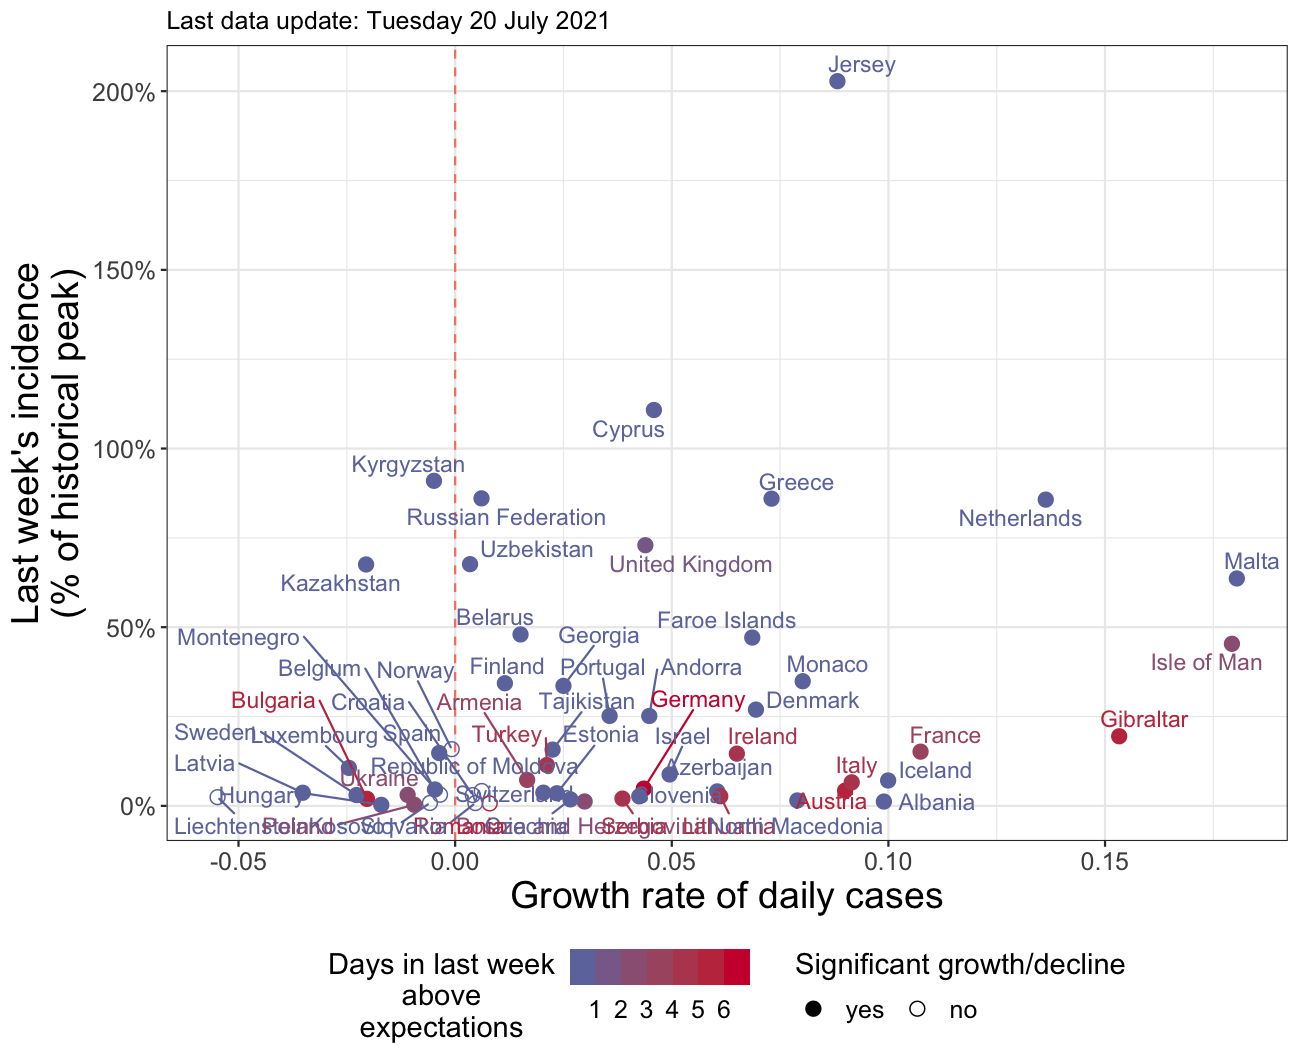 Last data update: Tuesday 20 July 2021
Jersey
200%
150%
Cyprus
100%
Kyrgyzstan
Greece
Russian Federation
Netherlands
Uzbekistan
United Kingdom
Malta
Kazakhstan
Belarus
Faroe Islands
50%
Montenegro
Georgia
Isle of Man
Belgium
Norway
Finland
Portugal
Andorra
Monaco
Bulgaria
Croatia
Armenia
Tajikistan
Germany
Denmark
Gibraltar
Sweden
Luxembourg
Spain
Turkey
Estonia
Israel
Ireland
France
Latvia
Republic of Moldova
Azerbaijan
Italy
Iceland
Ukraine
Hungary
Switzerland
Slovenia
Austria
Albania
0%
Liechtenstein
Poland
Kosovo
Slovakia
Romania
Bosnia and Herzegovina
Czechia
Serbia
Lithuania
North Macedonia
-0.05
0.00
0.05
0.10
0.15
Last week's incidence
(% of historical peak)
Growth rate of daily cases
Days in last week
above
expectations
1 2 3 4 5 6
Significant growth/decline
yes
no